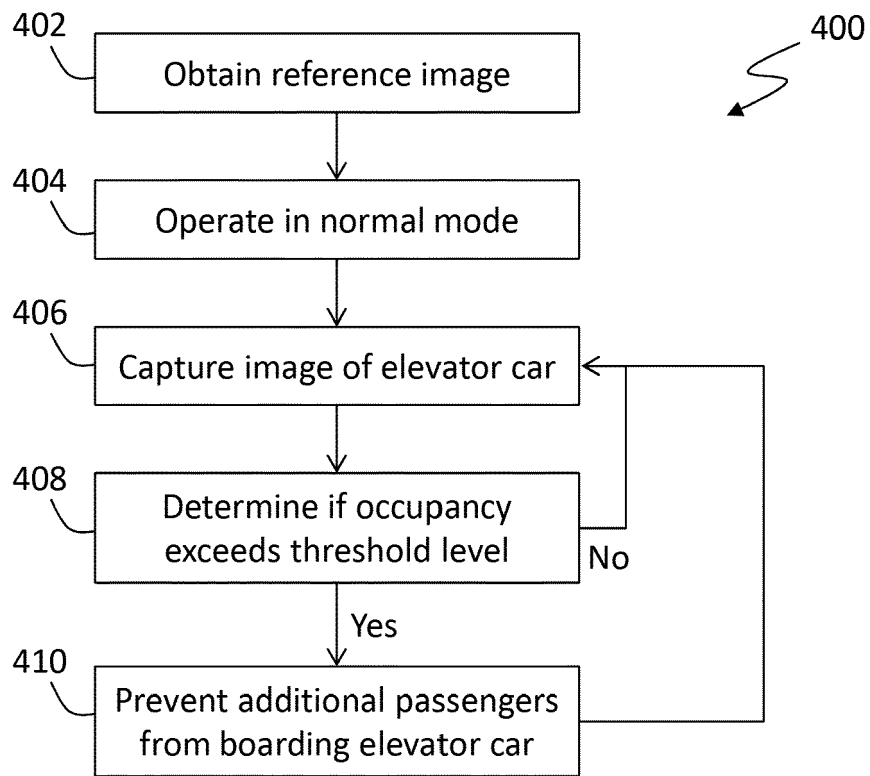 402
400
Obtain reference image
404
Operate in normal mode
406
Capture image of elevator car
408
Determine if occupancy
exceeds threshold level
No
Yes
410
Prevent additional passengers
from boarding elevator car